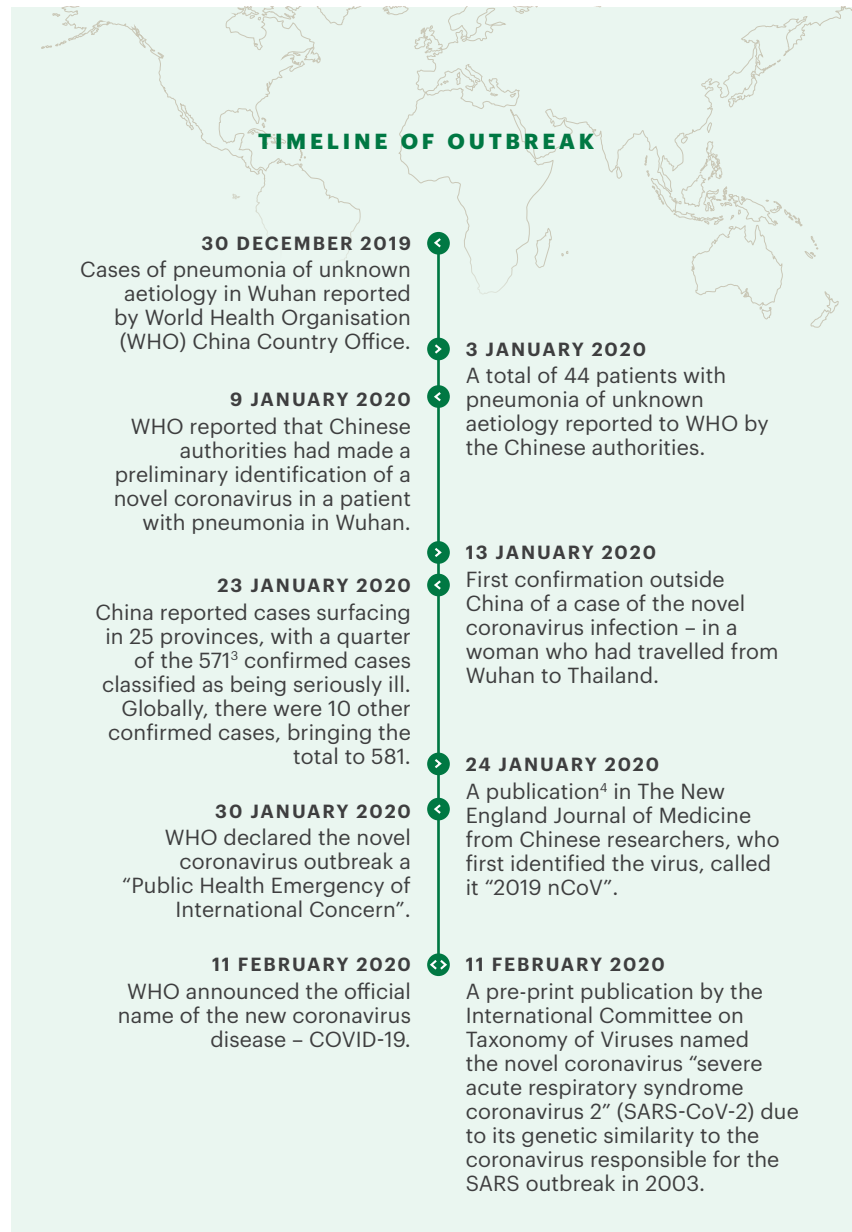 TIMELINE OF OUTBREAK
30 DECEMBER 2019
Cases of pneumonia of unknown
aetiology in Wuhan reported
by World Health Organisation
(WHO) China Country Office.
3 JANUARY 2020
A total of 44 patients with
pneumonia of unknown
aetiology reported to WHO by
the Chinese authorities.
9 JANUARY 2020
WHO reported that Chinese
authorities had made a
preliminary identification of a
novel coronavirus in a patient
with pneumonia in Wuhan.
13 JANUARY 2020
First confirmation outside
China of a case of the novel
coronavirus infection – in a
woman who had travelled from
Wuhan to Thailand.
23 JANUARY 2020
China reported cases surfacing
in 25 provinces, with a quarter
of the 571³ confirmed cases
classified as being seriously ill.
Globally, there were 10 other
confirmed cases, bringing the
total to 581.
24 JANUARY 2020
A publication⁴ in The New
England Journal of Medicine
from Chinese researchers, who
first identified the virus, called
it “2019 nCoV”.
30 JANUARY 2020
WHO declared the novel
coronavirus outbreak a
“Public Health Emergency of
International Concern”.
11 FEBRUARY 2020
WHO announced the official
name of the new coronavirus
disease – COVID-19.
11 FEBRUARY 2020
A pre-print publication by the
International Committee on
Taxonomy of Viruses named
the novel coronavirus “severe
acute respiratory syndrome
coronavirus 2” (SARS-CoV-2) due
to its genetic similarity to the
coronavirus responsible for the
SARS outbreak in 2003.